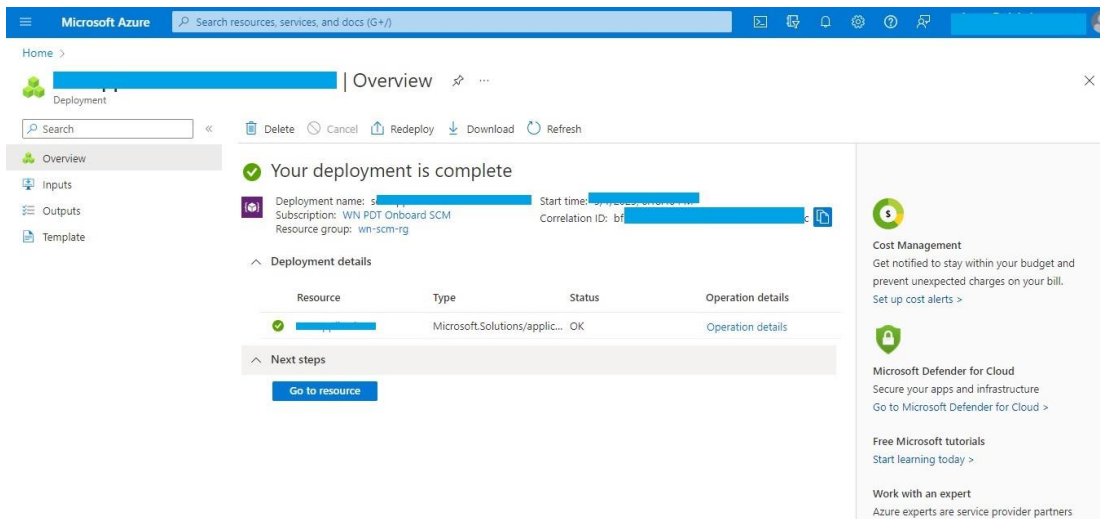 Microsoft Azure
Search resources, services, and docs (G+/)
Home >
| Overview
Deployment
Search
Delete Cancel Redeploy Download Refresh
Overview
Inputs
Outputs
Template
Your deployment is complete
Deployment name:
Subscription: WN PDT Onboard SCM
Resource group: wn-scm-rg
Start time:
Correlation ID: bf
Deployment details
Resource Type Status Operation details
Microsoft.Solutions/applic... OK Operation details
Next steps
Go to resource
Cost Management
Get notified to stay within your budget and
prevent unexpected charges on your bill.
Set up cost alerts >
Microsoft Defender for Cloud
Secure your apps and infrastructure
Go to Microsoft Defender for Cloud >
Free Microsoft tutorials
Start learning today >
Work with an expert
Azure experts are service provider partners